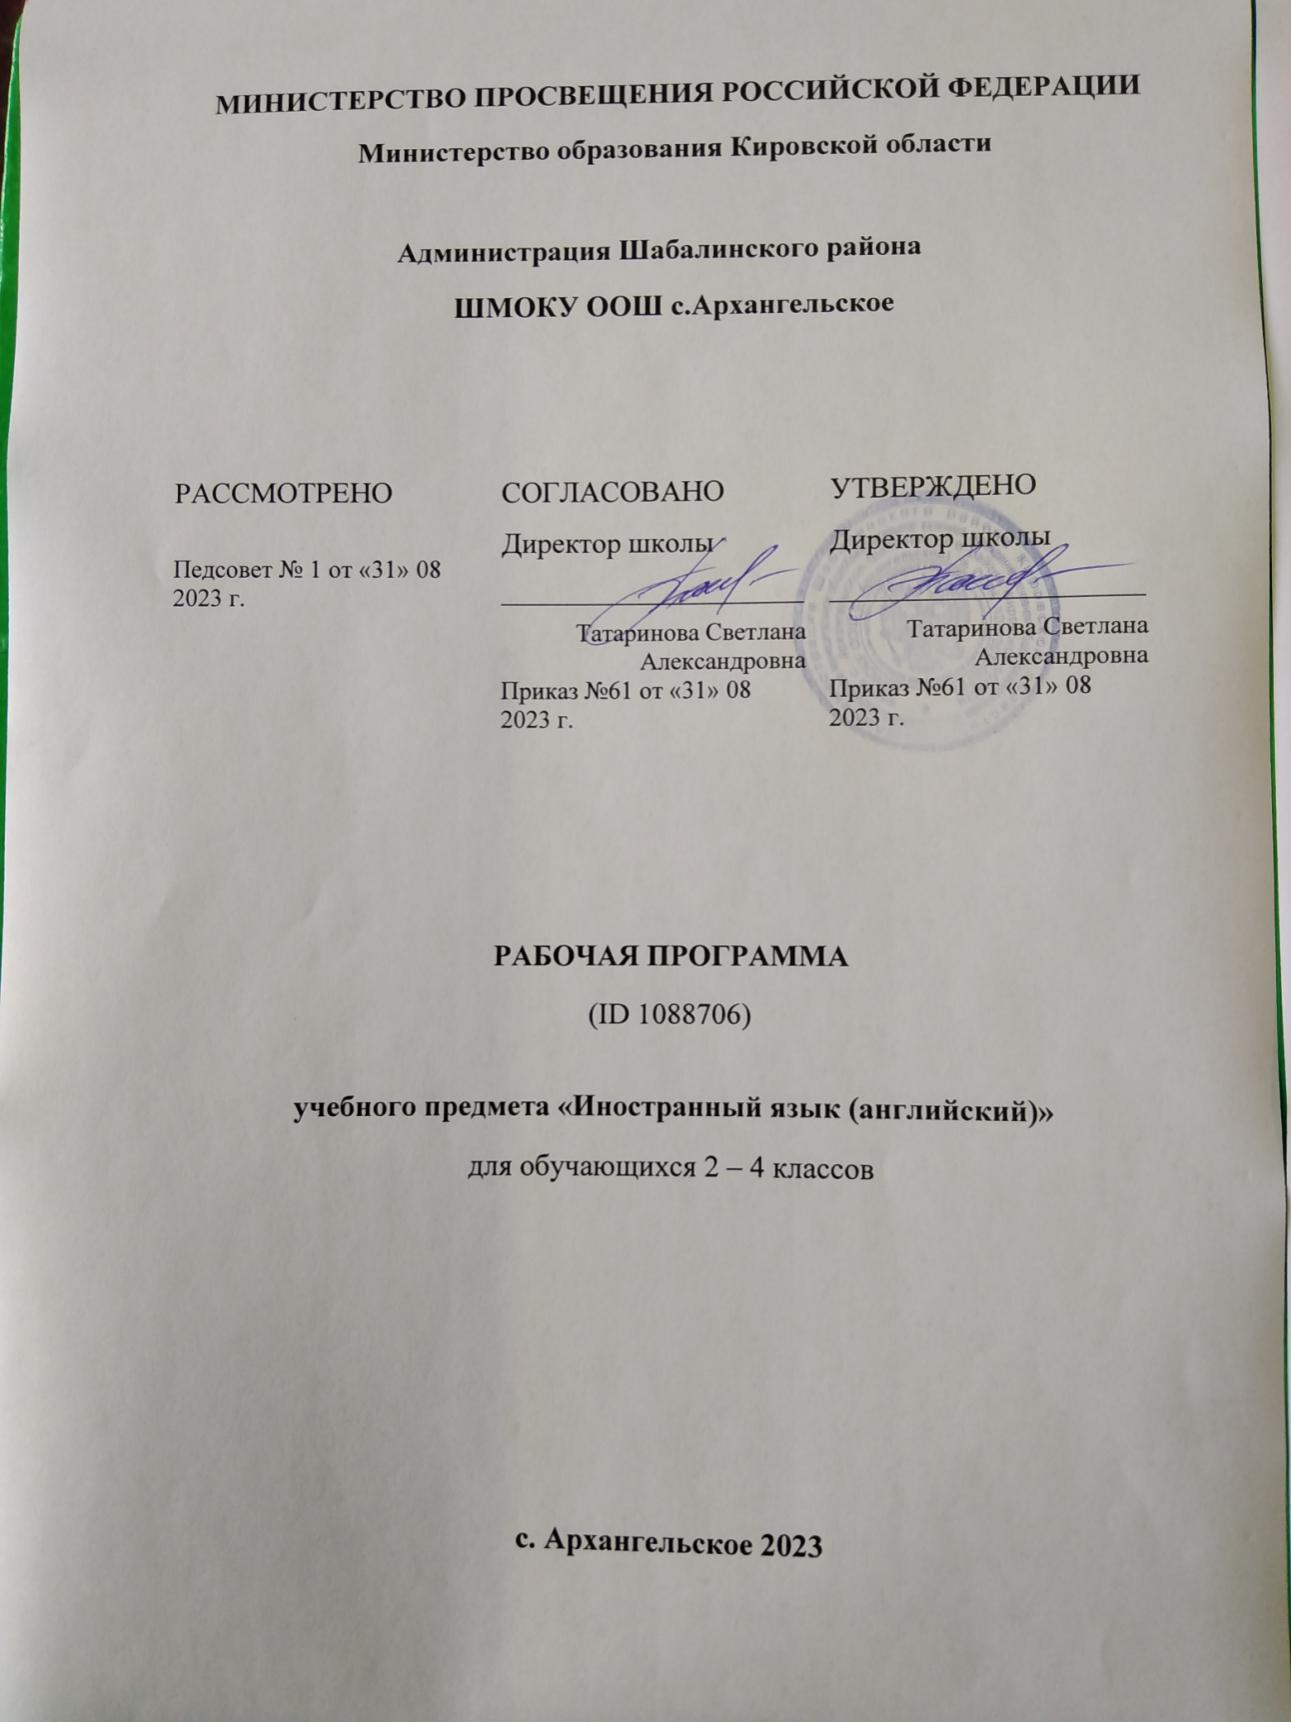 МИНИСТЕРСТВО ПРОСВЕЩЕНИЯ РОССИЙСКОЙ ФЕДЕРАЦИИ
Министерство образования Кировской области
Администрация Шабалинского района
ШМОКУ ООШ с.Архангельское
РАССМОТРЕНО
Педсовет № 1 от «31» 08
2023 г.
СОГЛАСОВАНО
Директор школы
Татаринова Светлана
Александровна
Приказ №61 от «31» 08
2023 г.
УТВЕРЖДЕНО
Директор школы
Татаринова Светлана
Александровна
Приказ №61 от «31» 08
2023 г.
РАБОЧАЯ ПРОГРАММА
(ID 1088706)
учебного предмета «Иностранный язык (английский)»
для обучающихся 2 – 4 классов
с. Архангельское 2023